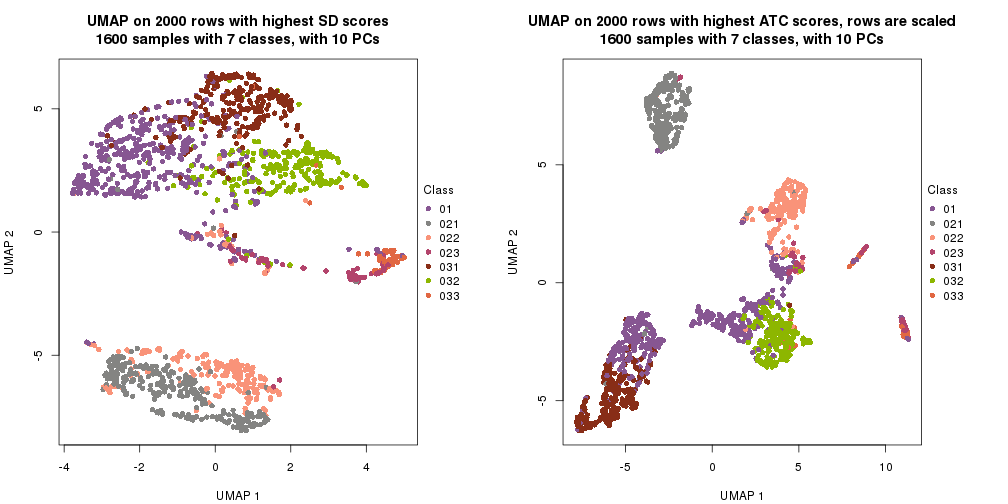 UMAP on 2000 rows with highest SD scores
1600 samples with 7 classes, with 10 PCs
5
0
-5
-4
-2
0
2
4
UMAP 1
UMAP 2
Class
01
021
022
023
031
032
033
UMAP on 2000 rows with highest ATC scores, rows are scaled
1600 samples with 7 classes, with 10 PCs
5
0
-5
-5
0
5
10
UMAP 1
UMAP 2
Class
01
021
022
023
031
032
033